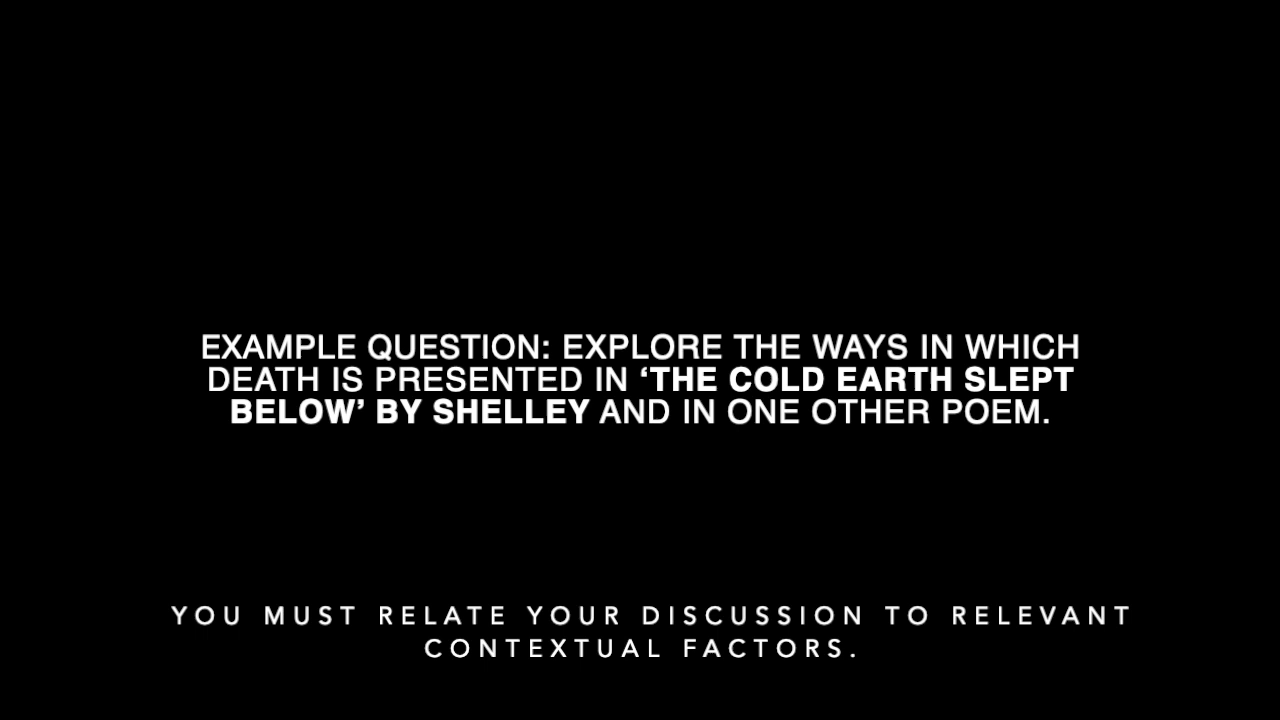 EXAMPLE QUESTION: EXPLORE THE WAYS IN WHICH
DEATH IS PRESENTED IN ‘THE COLD EARTH SLEPT
BELOW’ BY SHELLEY AND IN ONE OTHER POEM.
YOU MUST RELATE YOUR DISCUSSION TO RELEVANT
CONTEXTUAL FACTORS.